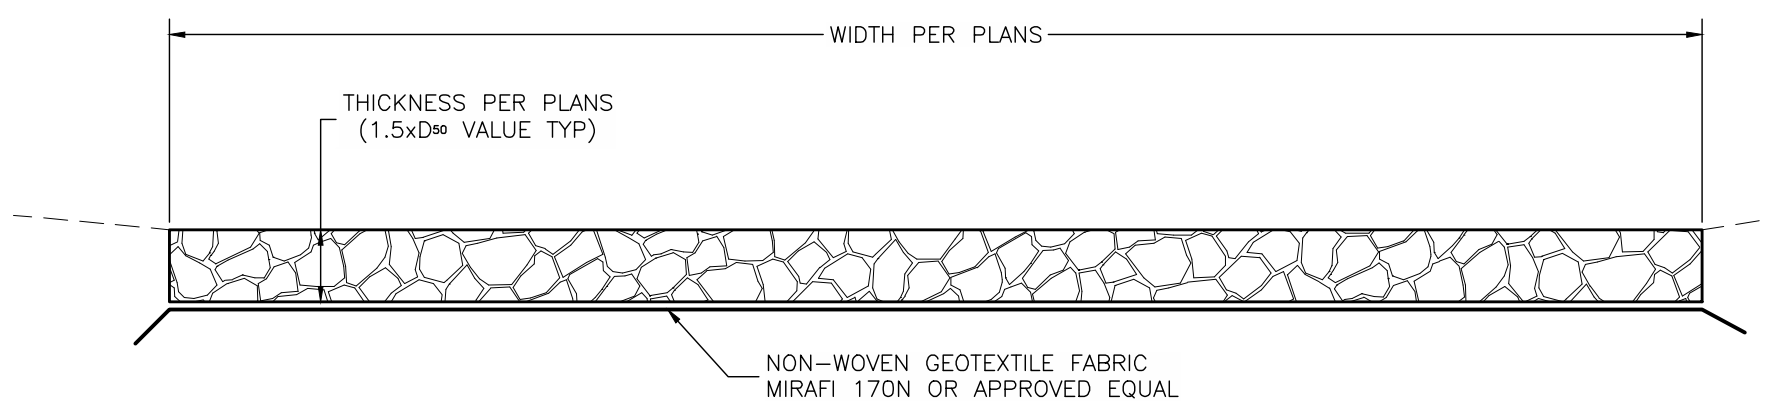 WIDTH PER PLANS
THICKNESS PER PLANS
(1.5xD50 VALUE TYP)
NON-WOVEN GEOTEXTILE FABRIC
MIRAFI 170N OR APPROVED EQUAL